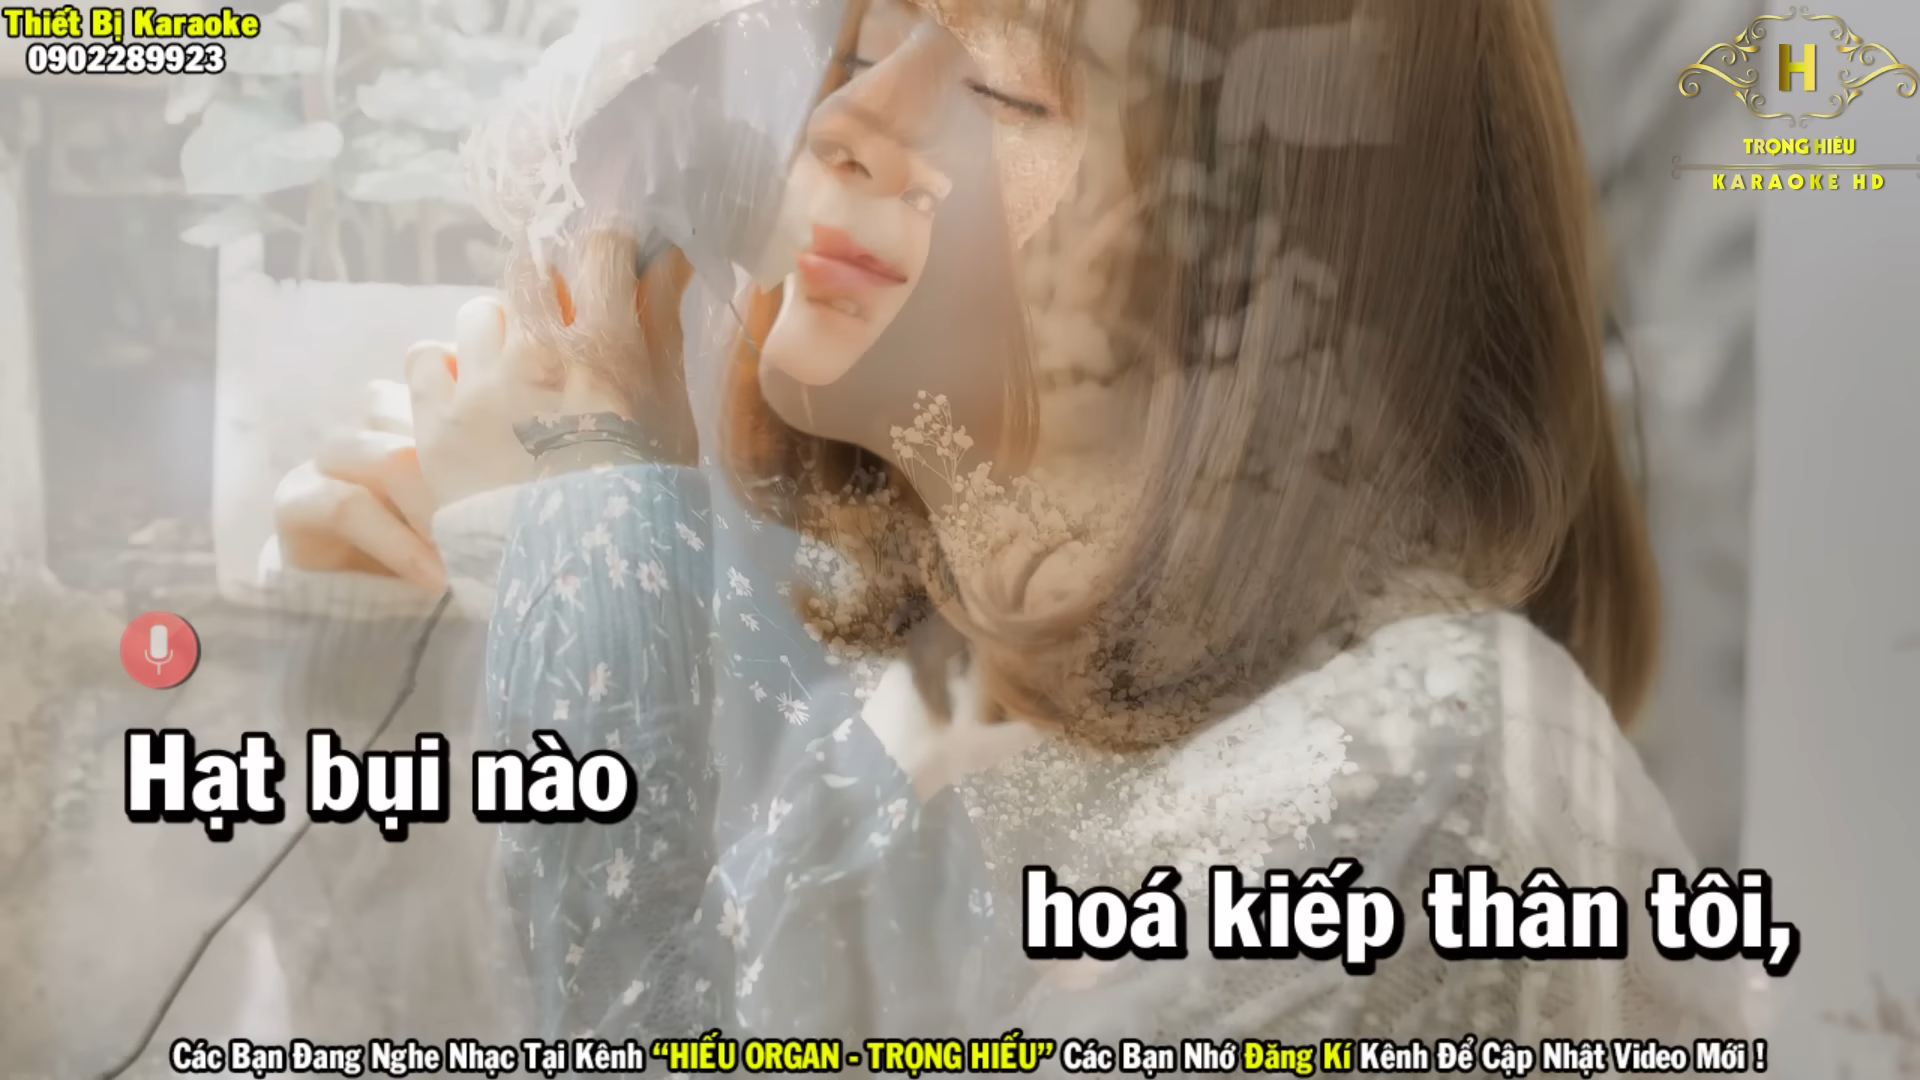 Thiết Bị Karaoke
0902289923
H
TRỌNG HIẾU
KARAOKE HD
Hạt bụi nào
hoá kiếp thân tôi,
Các Bạn Đang Nghe Nhạc Tại Kênh “HIẾU ORGAN - TRỌNG HIẾU” Các Bạn Nhớ Đăng Kí Kênh Để Cập Nhật Video Mới !